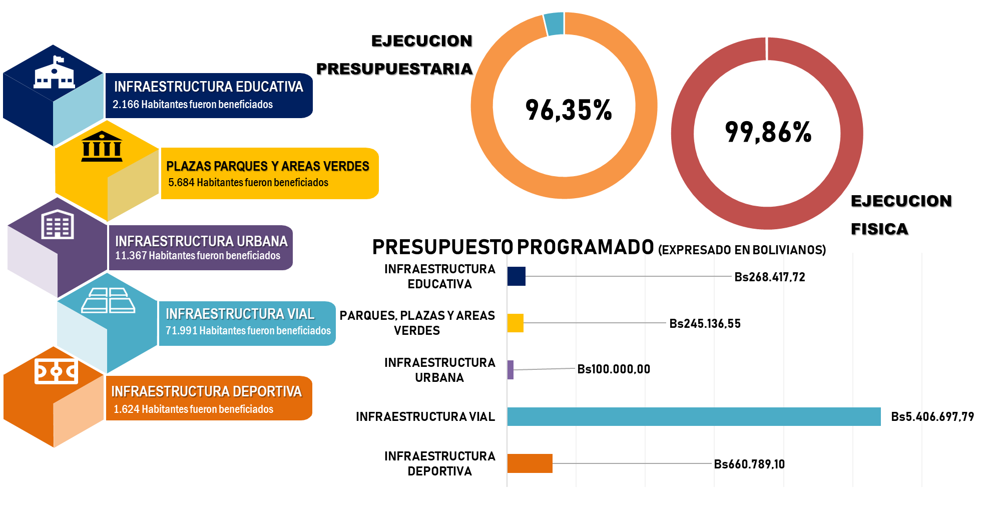 INFRAESTRUCTURA EDUCATIVA
2.166 Habitantes fueron beneficiados
PLAZAS PARQUES Y AREAS VERDES
5.684 Habitantes fueron beneficiados
INFRAESTRUCTURA URBANA
11.367 Habitantes fueron beneficiados
INFRAESTRUCTURA VIAL
71.991 Habitantes fueron beneficiados
INFRAESTRUCTURA DEPORTIVA
1.624 Habitantes fueron beneficiados
EJECUCION
PRESUPUESTARIA
96,35%
99,86%
EJECUCION
FISICA
PRESUPUESTO PROGRAMADO (EXPRESADO EN BOLIVIANOS)
INFRAESTRUCTURA
EDUCATIVA
Bs268.417,72
PARQUES, PLAZAS Y AREAS
VERDES
Bs245.136,55
INFRAESTRUCTURA
URBANA
Bs100.000,00
INFRAESTRUCTURA VIAL
Bs5.406.697,79
INFRAESTRUCTURA
DEPORTIVA
Bs660.789,10